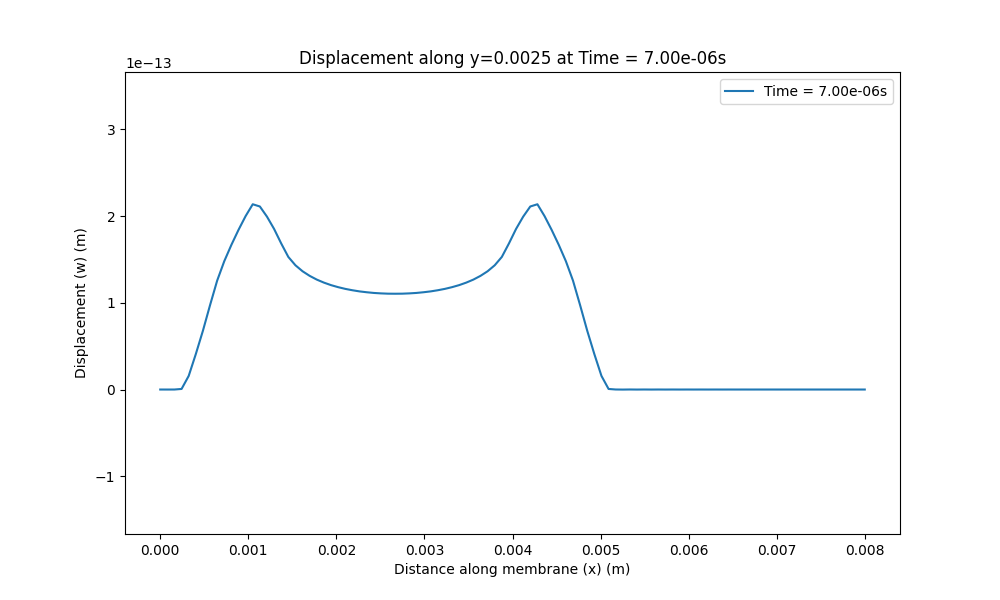 Displacement along y=0.0025 at Time = 7.00e-06s
1e−13
Time = 7.00e-06s
3
2
1
0
−1
Displacement (w) (m)
0.000 0.001 0.002 0.003 0.004 0.005 0.006 0.007 0.008
Distance along membrane (x) (m)